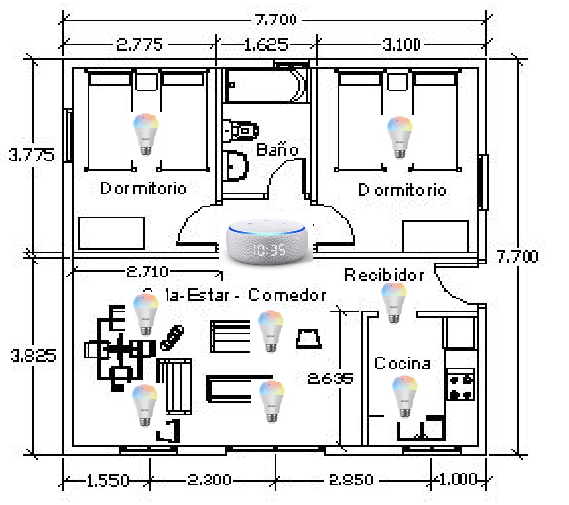 7.700
2.775 1.625 3.100
3.775
Baño
Dormitorio
Dormitorio
10:35
7.700
2.710
Recibidor
la-Estar - Comedor
3.825
Cocina
2.635
1.550 2.300 2.850 1.000